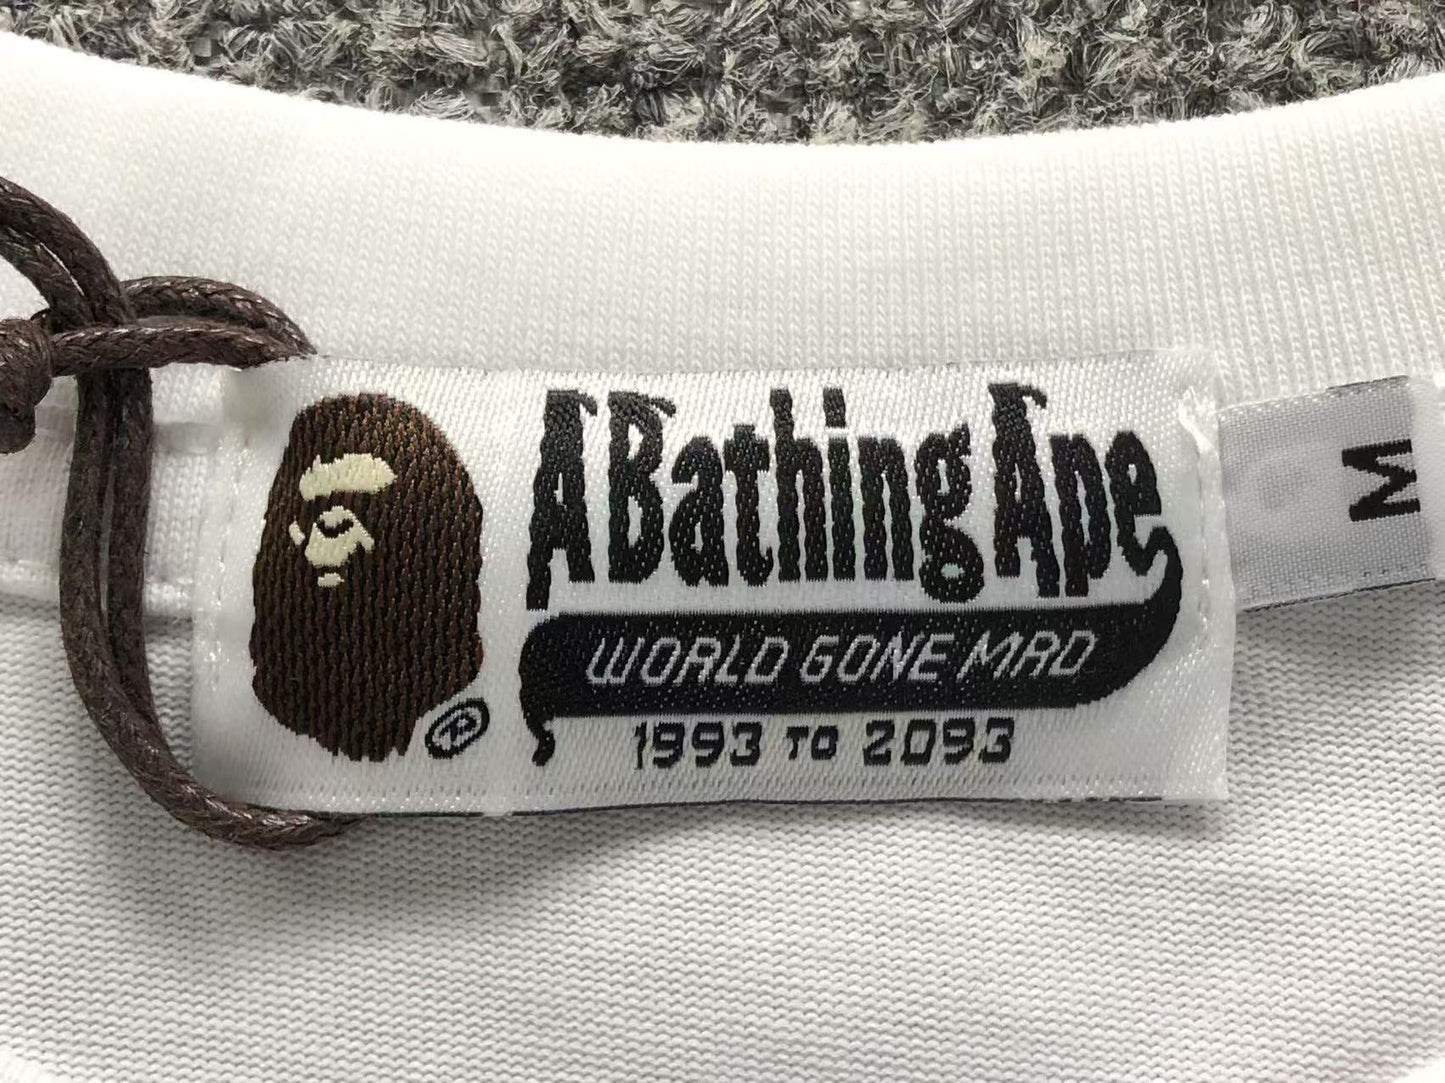 A Bathing Ape
WORLD GONE MAD
1993 TO 2093
®
M